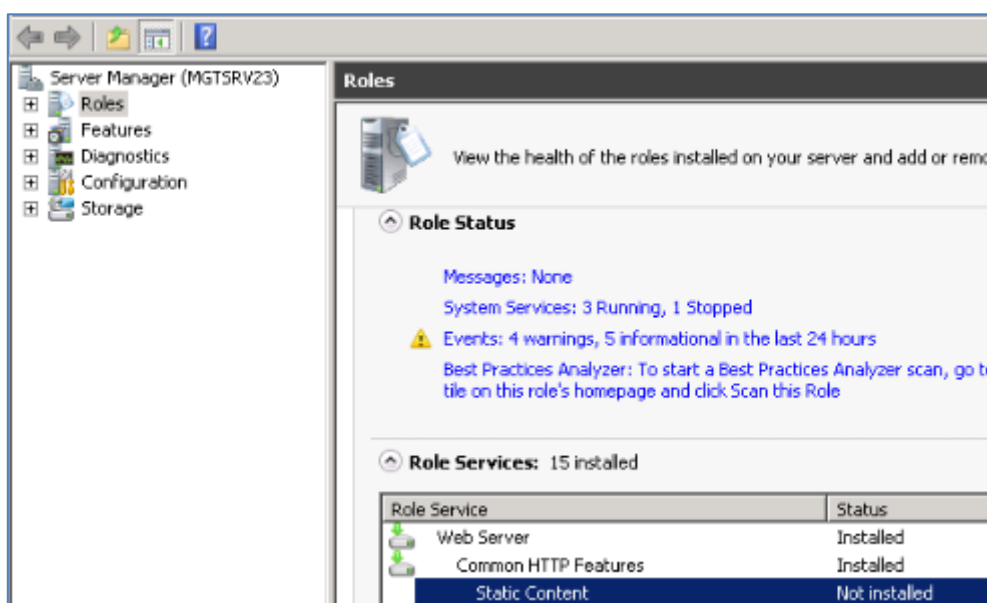 Server Manager (MGTSRV23)
Roles
Features
Diagnostics
Configuration
Storage
Roles
View the health of the roles installed on your server and add or remo
Role Status
Messages: None
System Services: 3 Running, 1 Stopped
Events: 4 warnings, 5 informational in the last 24 hours
Best Practices Analyzer: To start a Best Practices Analyzer scan, go to
tile on this role's homepage and click Scan this Role
Role Services: 15 installed
Role Service Status
Web Server Installed
Common HTTP Features Installed
Static Content Not installed